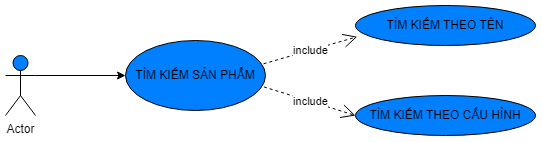 TÌM KIẾM THEO TÊN
include
TÌM KIẾM SẢN PHẨM
include
TÌM KIẾM THEO CẤU HÌNH
Actor